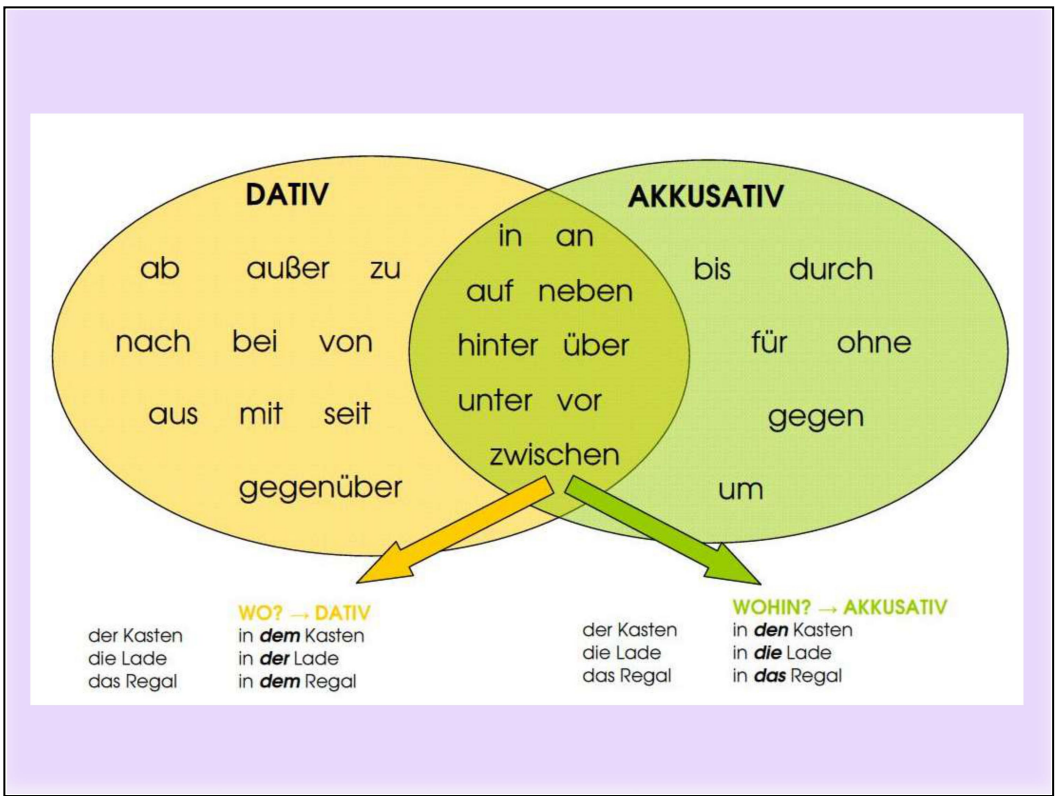 DATIV
ab außer zu
nach bei von
aus mit seit
gegenüber
in an
auf neben
hinter über
unter vor
zwischen
AKKUSATIV
bis durch
für ohne
gegen
um
WO? → DATIV
der Kasten in dem Kasten
die Lade in der Lade
das Regal in dem Regal
WOHIN? → AKKUSATIV
der Kasten in den Kasten
die Lade in die Lade
das Regal in das Regal